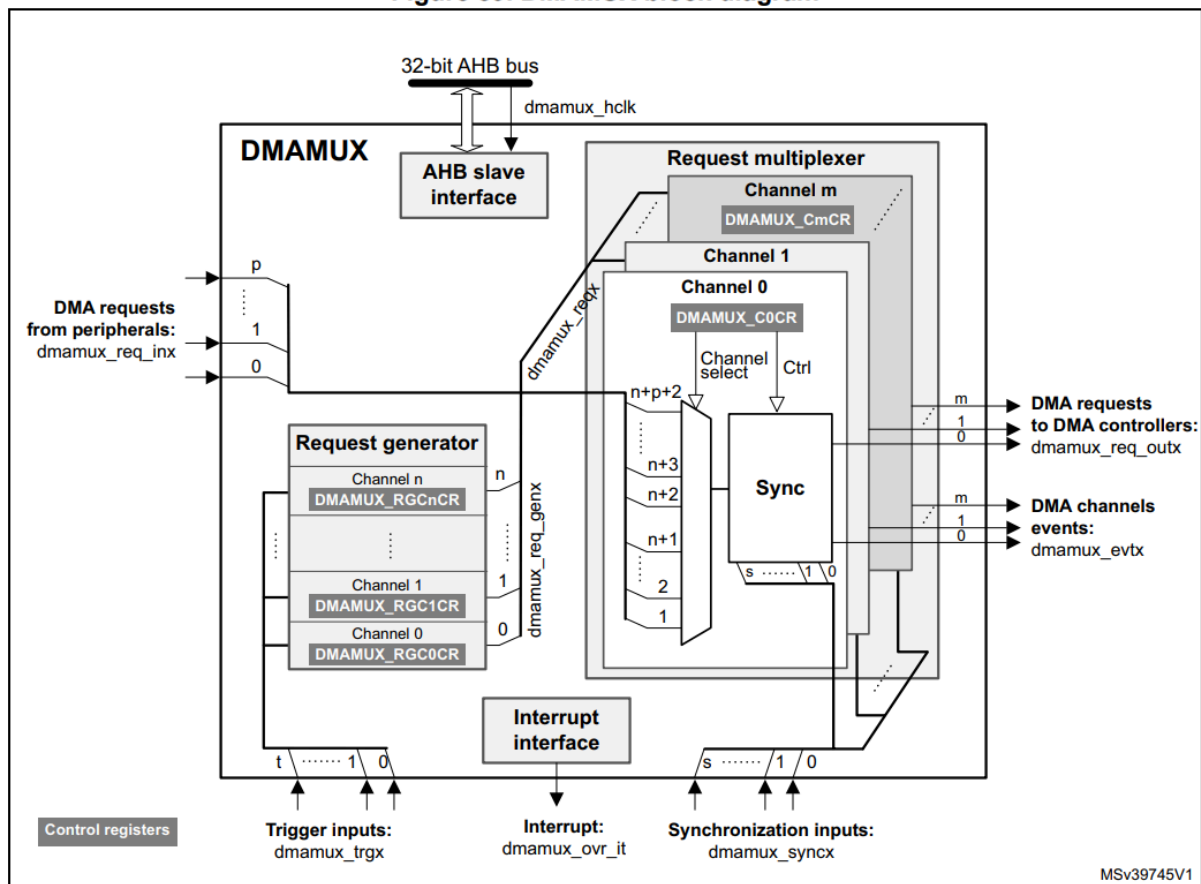 32-bit AHB bus
dmamux_hclk
DMAMUX
AHB slave
interface
Request multiplexer
Channel m
DMAMUX_CmCR
Channel 1
Channel 0
DMAMUX_C0CR
Channel
select
Ctrl
p
1
0
DMA requests
from peripherals:
dmamux_req_inx
dmamux_reqx
n+p+2
n+3
n+2
n+1
2
1
Sync
s 1 0
m
1
0
DMA requests
to DMA controllers:
dmamux_req_outx
m
1
0
DMA channels
events:
dmamux_evtx
Request generator
Channel n
DMAMUX_RGCnCR
Channel 1
DMAMUX_RGC1CR
Channel 0
DMAMUX_RGC0CR
n
1
0
dmamux_req_genx
Interrupt
interface
t 1 0
s 1 0
Control registers
Trigger inputs:
dmamux_trgx
Interrupt:
dmamux_ovr_it
Synchronization inputs:
dmamux_syncx
MSv39745V1